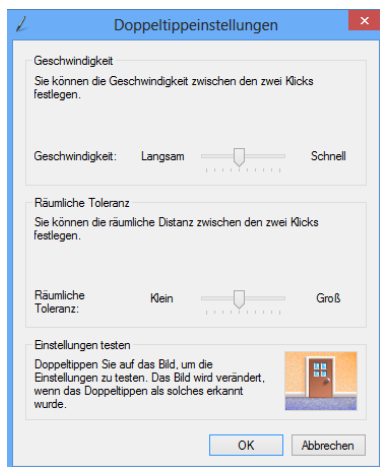 Doppeltippeinstellungen
Geschwindigkeit
Sie können die Geschwindigkeit zwischen den zwei Klicks
festlegen.
Geschwindigkeit: Langsam Schnell
Räumliche Toleranz
Sie können die räumliche Distanz zwischen den zwei Klicks
festlegen.
Räumliche
Toleranz: Klein Groß
Einstellungen testen
Doppeltippen Sie auf das Bild, um die
Einstellungen zu testen. Das Bild wird verändert,
wenn das Doppeltippen als solches erkannt
wurde.
OK Abbrechen